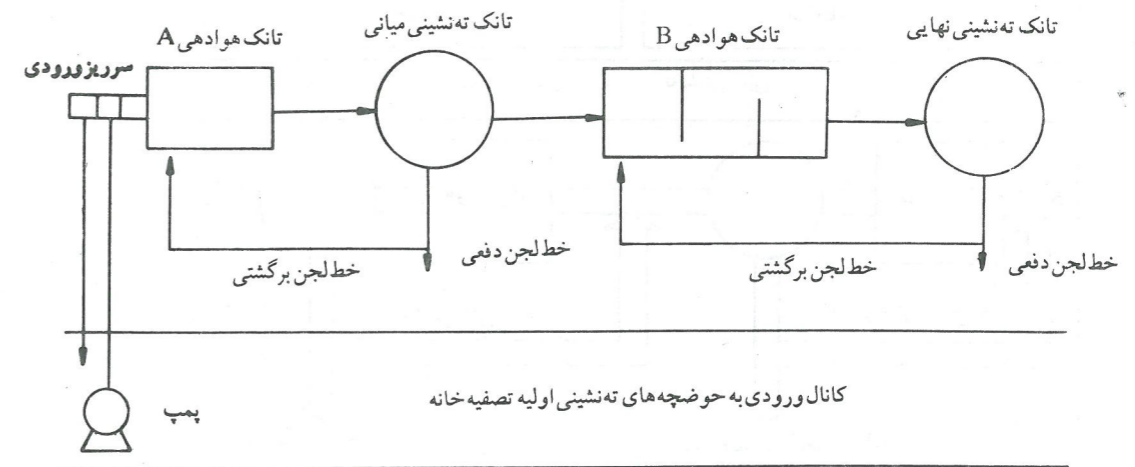 تانک ته‌نشینی نهایی
تانک هوادهی B
تانک ته‌نشینی میانی
تانک هوادهی A
سرریز ورودی
خط لجن دفعی
خط لجن برگشتی
خط لجن دفعی
خط لجن برگشتی
کانال ورودی به حوضچه‌های ته‌نشینی اولیه تصفیه‌خانه
پمپ